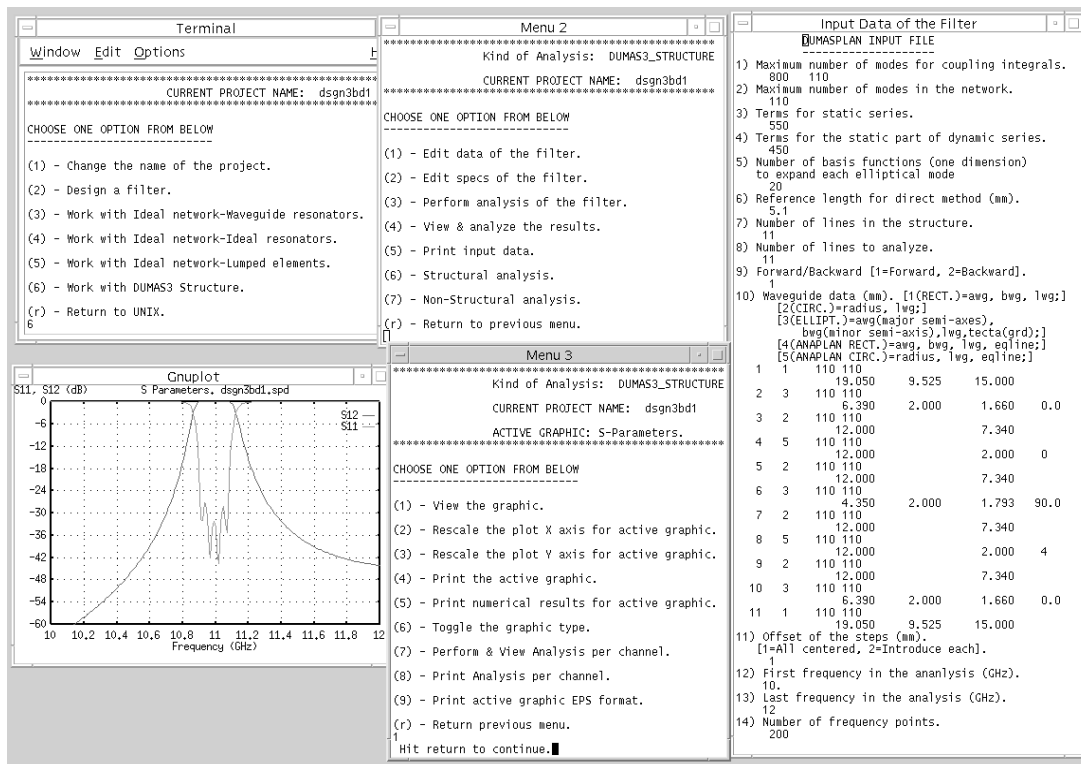 Terminal
Window Edit Options H
CURRENT PROJECT NAME: dsgn3bd1
CHOOSE ONE OPTION FROM BELOW
(1) - Change the name of the project.
(2) - Design a filter.
(3) - Work with Ideal network-Waveguide resonators.
(4) - Work with Ideal network-Ideal resonators.
(5) - Work with Ideal network-Lumped elements.
(6) - Work with DUMAS3 Structure.
(r) - Return to UNIX.
6
Gnuplot
S11, S12 (dB) S Parameters. dsgn3bd1.spd
S12
S11
0
-6
-12
-18
-24
-30
-36
-42
-48
-54
-60
10 10.2 10.4 10.6 10.8 11 11.2 11.4 11.6 11.8 12
Frequency (GHz)
Menu 2
Kind of Analysis: DUMAS3_STRUCTURE
CURRENT PROJECT NAME: dsgn3bd1
CHOOSE ONE OPTION FROM BELOW
(1) - Edit data of the filter.
(2) - Edit specs of the filter.
(3) - Perform analysis of the filter.
(4) - View & analyze the results.
(5) - Print input data.
(6) - Structural analysis.
(7) - Non-Structural analysis.
(r) - Return to previous menu.
Menu 3
Kind of Analysis: DUMAS3_STRUCTURE
CURRENT PROJECT NAME: dsgn3bd1
ACTIVE GRAPHIC: S-Parameters.
CHOOSE ONE OPTION FROM BELOW
(1) - View the graphic.
(2) - Rescale the plot X axis for active graphic.
(3) - Rescale the plot Y axis for active graphic.
(4) - Print the active graphic.
(5) - Print numerical results for active graphic.
(6) - Toggle the graphic type.
(7) - Perform & View Analysis per channel.
(8) - Print Analysis per channel.
(9) - Print active graphic EPS format.
(r) - Return previous menu.
1
Hit return to continue.
Input Data of the Filter
DUMASPLAN INPUT FILE
1) Maximum number of modes for coupling integrals.
800 110
2) Maximum number of modes in the network.
110
3) Terms for static series.
550
4) Terms for the static part of dynamic series.
450
5) Number of basis functions (one dimension)
to expand each elliptical mode
20
6) Reference length for direct method (mm).
5.1
7) Number of lines in the structure.
11
8) Number of lines to analyze.
11
9) Forward/Backward [1=Forward, 2=Backward].
1
10) Waveguide data (mm). [1(RECT.)=awg, bwg, lwg;]
[2(CIRC.)=radius, lwg;]
[3(ELLIPT.)=awg(major semi-axes),
bwg(minor semi-axis),lwg,tecta(grd);]
[4(ANAPLAN RECT.)=awg, bwg, lwg, eqline;]
[5(ANAPLAN CIRC.)=radius, lwg, eqline;]
1 1 110 110
19.050 9.525 15.000
2 3 110 110
6.390 2.000 1.660 0.0
3 2 110 110
12.000 7.340
4 5 110 110
12.000 2.000 0
5 2 110 110
12.000 7.340
6 3 110 110
4.350 2.000 1.793 90.0
7 2 110 110
12.000 7.340
8 5 110 110
12.000 2.000 4
9 2 110 110
12.000 7.340
10 3 110 110
6.390 2.000 1.660 0.0
11 1 110 110
19.050 9.525 15.000
11) Offset of the steps (mm).
[1=All centered, 2=Introduce each].
1
12) First frequency in the ananlysis (GHz).
10.
13) Last frequency in the analysis (GHz).
12
14) Number of frequency points.
200